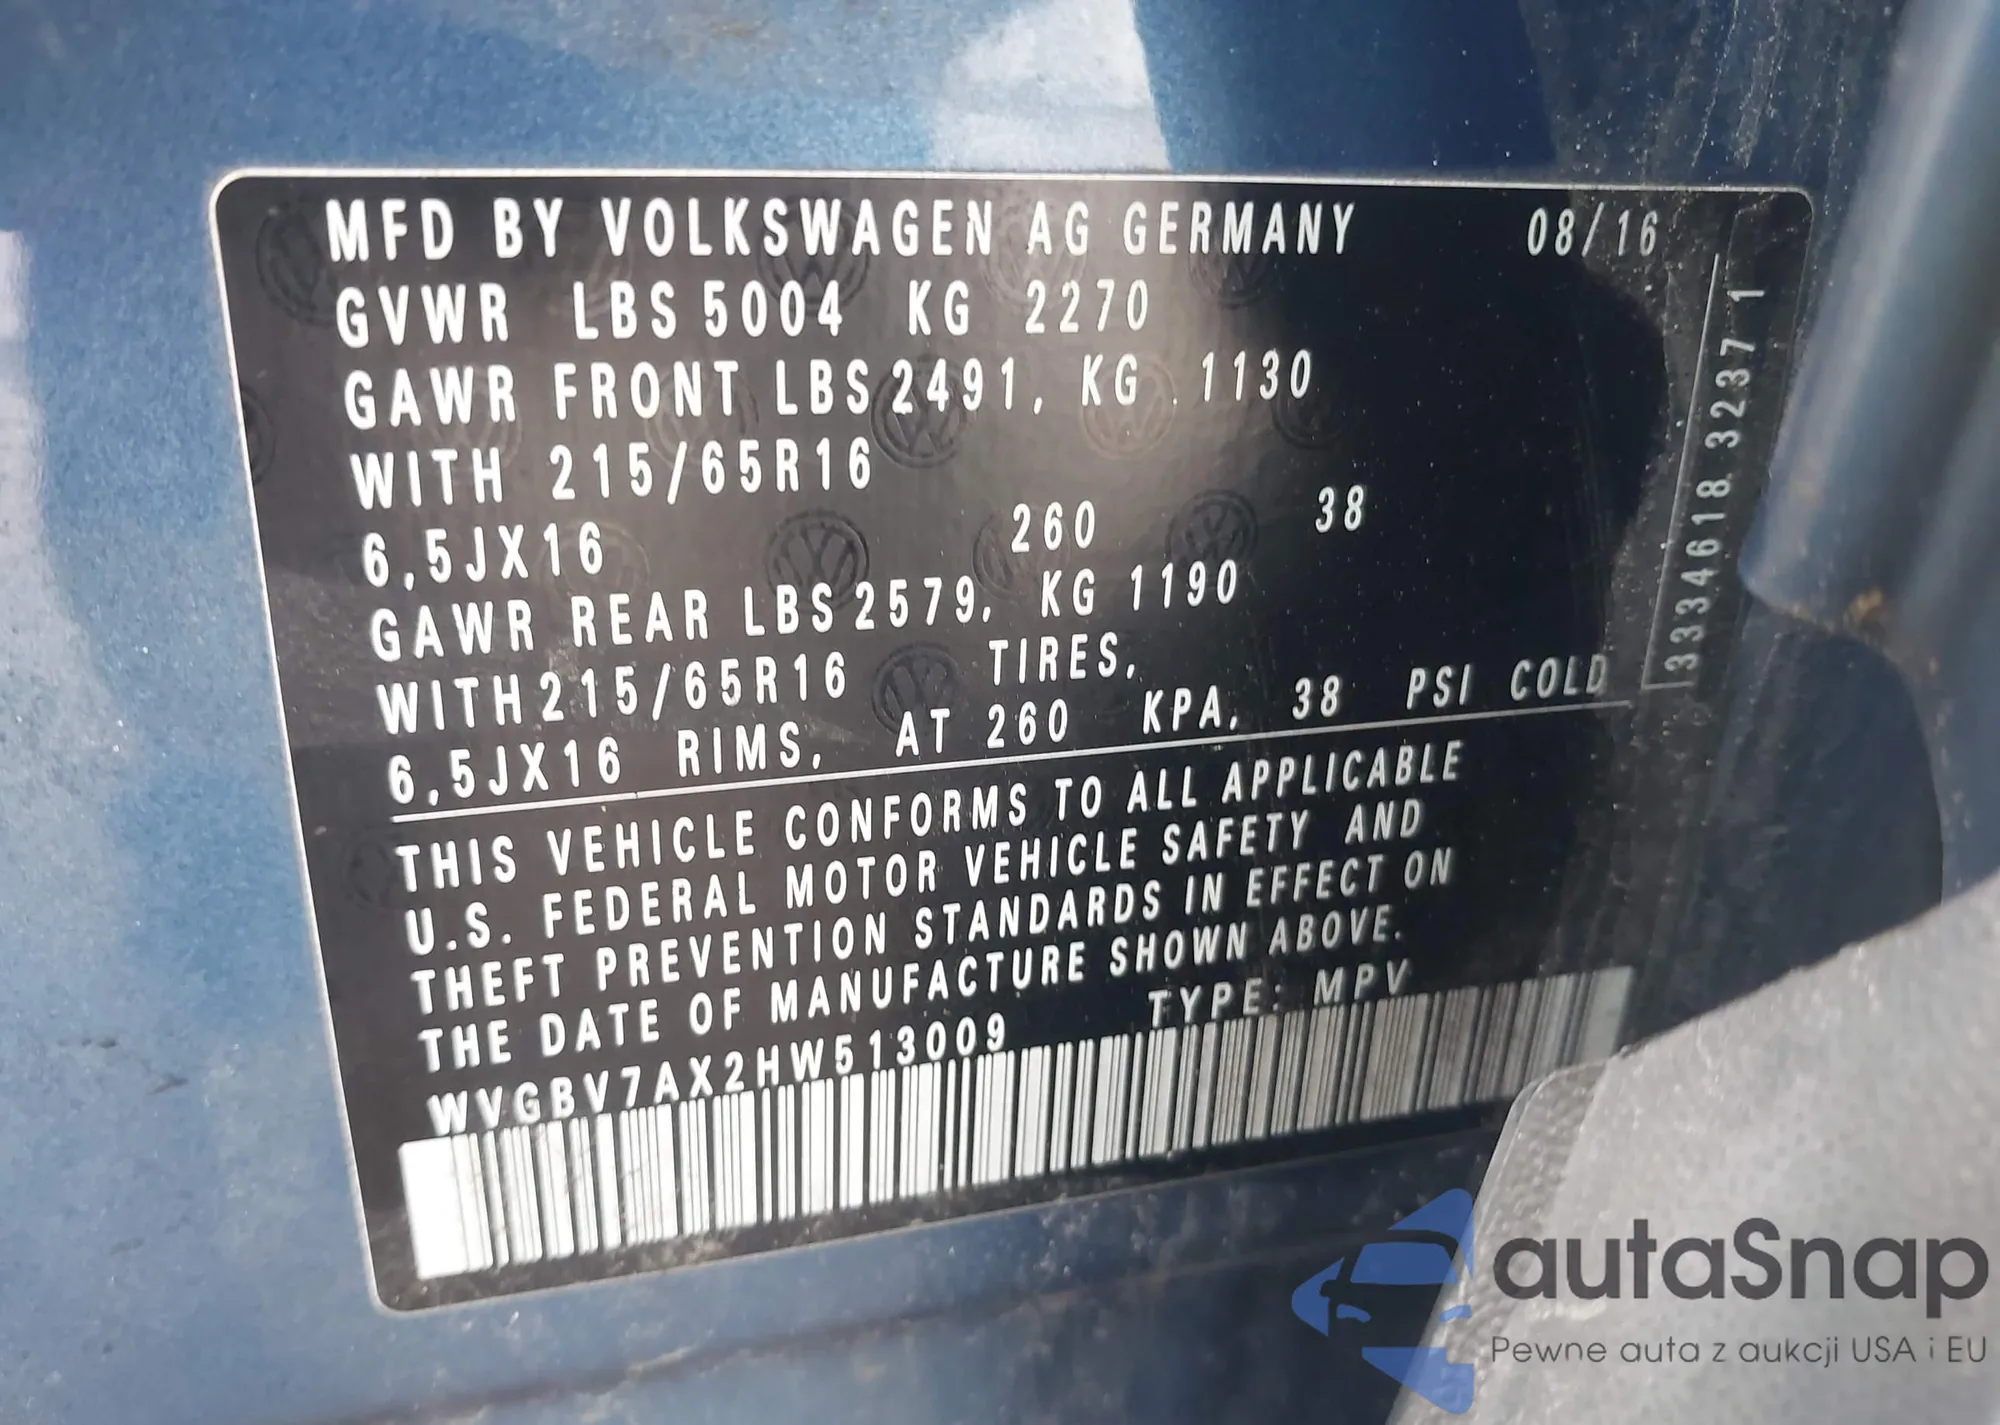 MFD BY VOLKSWAGEN AG GERMANY 08/16
GVWR LBS 5004 KG 2270
GAWR FRONT LBS 2491, KG 1130
WITH 215/65R16
6,5JX16 260 38
GAWR REAR LBS 2579, KG 1190
WITH 215/65R16 TIRES,
6,5JX16 RIMS, AT 260 KPA, 38 PSI COLD
THIS VEHICLE CONFORMS TO ALL APPLICABLE
U.S. FEDERAL MOTOR VEHICLE SAFETY AND
THEFT PREVENTION STANDARDS IN EFFECT ON
THE DATE OF MANUFACTURE SHOWN ABOVE.
WVGBV7AX2HW513009 TYPE: MPV
3334618 32371
autaSnap
Pewne auta z aukcji USA i EU